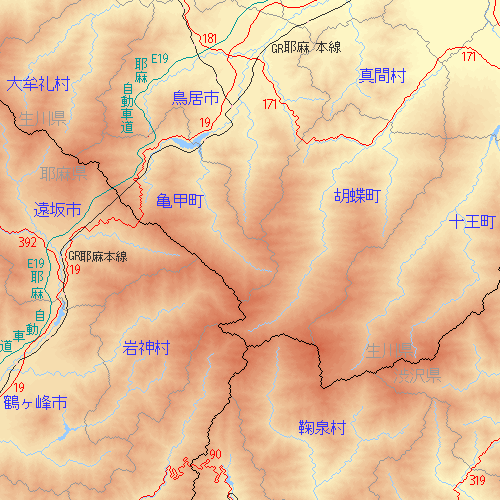 181
E19
GR耶麻 本線
耶麻自動車道
真間村
171
大牟礼村
鳥居市
171
生川県
19
耶麻県
亀甲町
胡蝶町
遠坂市
十王町
392
GR耶麻本線
E19
19
耶麻自動車道
岩神村
生川県
渋沢県
19
鶴ヶ峰市
鞠泉村
90
319